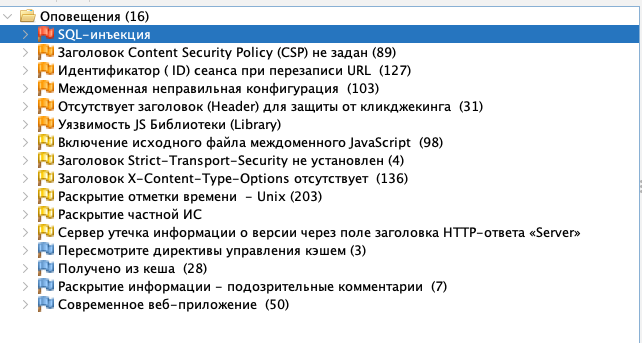 Оповещения (16)
SQL-инъекция
Заголовок Content Security Policy (CSP) не задан (89)
Идентификатор ( ID) сеанса при перезаписи URL (127)
Междоменная неправильная конфигурация (103)
Отсутствует заголовок (Header) для защиты от кликджекинга (31)
Уязвимость JS Библиотеки (Library)
Включение исходного файла междоменного JavaScript (98)
Заголовок Strict-Transport-Security не установлен (4)
Заголовок X-Content-Type-Options отсутствует (136)
Раскрытие отметки времени - Unix (203)
Раскрытие частной ИС
Сервер утечка информации о версии через поле заголовка HTTP-ответа «Server»
Пересмотрите директивы управления кэшем (3)
Получено из кеша (28)
Раскрытие информации - подозрительные комментарии (7)
Современное веб-приложение (50)